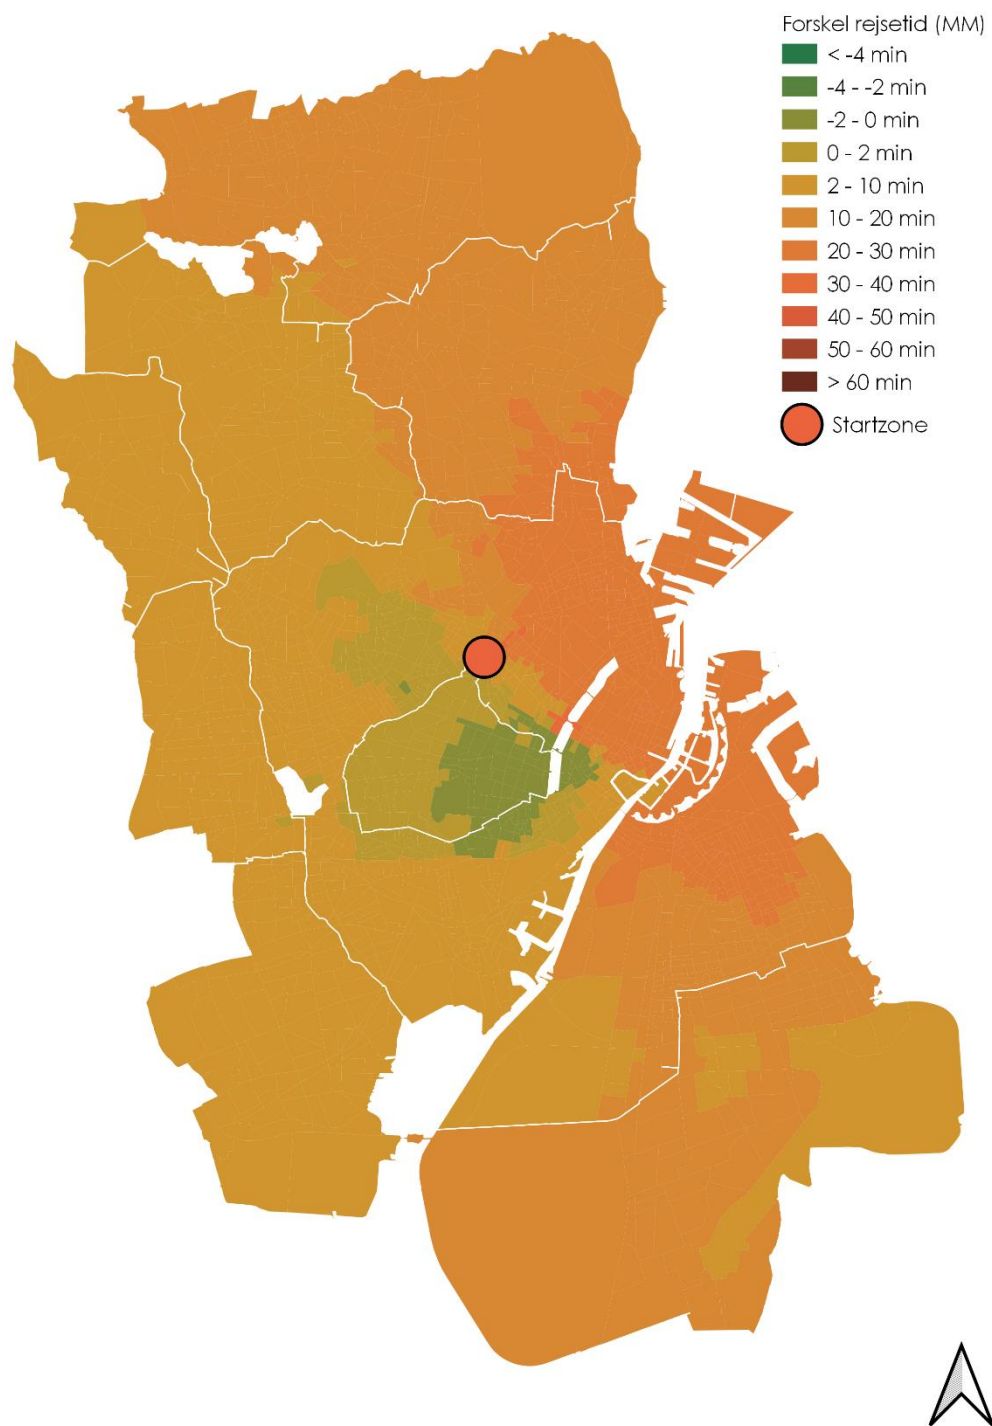 Forskel rejsetid (MM)
< -4 min
-4 - -2 min
-2 - 0 min
0 - 2 min
2 - 10 min
10 - 20 min
20 - 30 min
30 - 40 min
40 - 50 min
50 - 60 min
> 60 min
Startzone